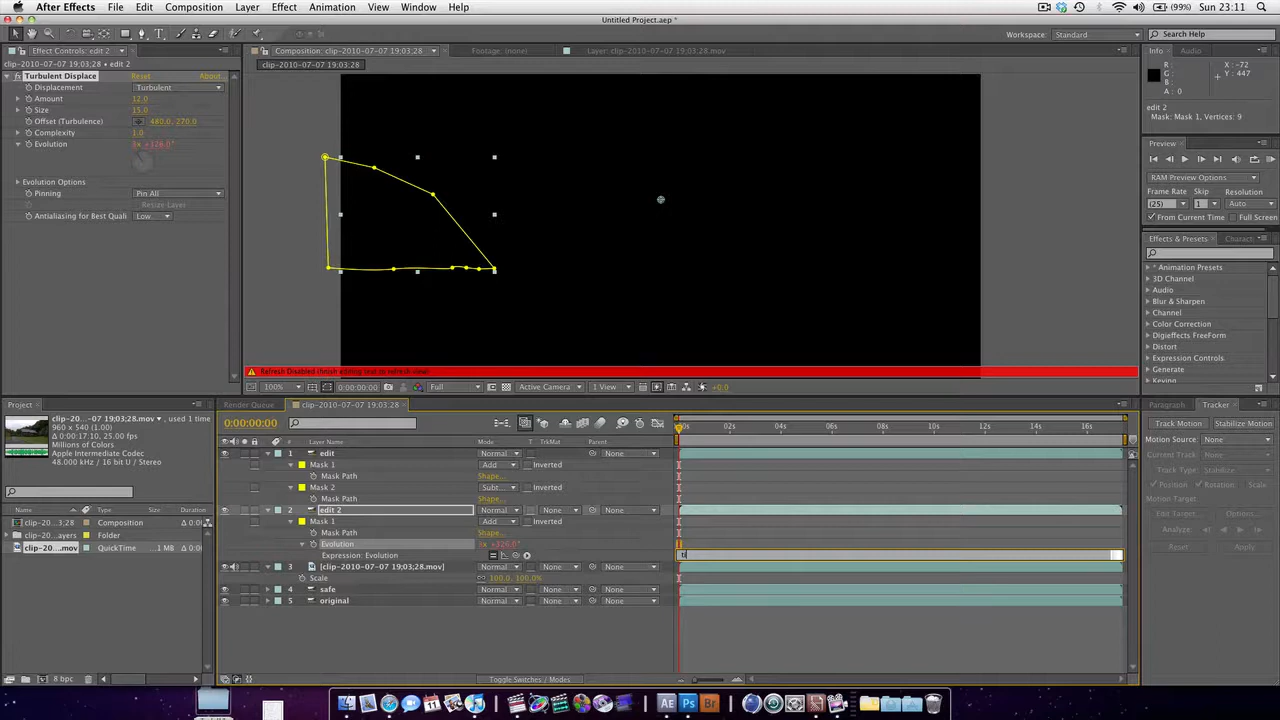 After Effects File Edit Composition Layer Effect Animation View Window Help (99%) Sun 23:11
Untitled Project.aep *
Workspace: Standard Search Help
Effect Controls: edit 2
Composition: clip-2010-07-07 19;03;28
Footage: (none)
Layer: clip-2010-07-07 19;03;28.mov
Info Audio
clip-2010-07-07 19;03;28 • edit 2
clip-2010-07-07 19;03;28
Turbulent Displace Reset About...
Displacement Turbulent
Amount 12.0
Size 15.0
Offset (Turbulence) 480.0, 270.0
Complexity 1.0
Evolution
Evolution Options
Pinning Pin All
Resize Layer
Antialiasing for Best Quali Low
R :
G :
B :
A : 0
X : -72
Y : 447
edit 2
Mask: Mask 1, Vertices: 9
Preview
RAM Preview Options
Frame Rate Skip Resolution
(25) 1 Auto
From Current Time Full Screen
Effects & Presets Charact
* Animation Presets
3D Channel
Audio
Blur & Sharpen
Channel
Color Correction
Digieffects FreeForm
Distort
Expression Controls
Generate
Keying
Refresh Disabled (finish editing text to refresh view)
100% 0:00:00:00 Full Active Camera 1 View +0.0
Project
clip-20...-07 19;03;28.mov , used 1 time
960 x 540 (1.00)
Δ 0:00:17:10, 25.00 fps
Millions of Colors
Apple Intermediate Codec
48.000 kHz / 16 bit U / Stereo
Name Type Size Duration
clip-20...3;28 Composition
...ayers Folder
clip-20....mov QuickTime ...1 MB
8 bpc
Render Queue clip-2010-07-07 19;03;28
0:00:00:00
# Layer Name Mode T TrkMat Parent
02s 04s 06s 08s 10s 12s 14s 16s
1 edit Normal None
Mask 1 Add Inverted
Mask Path Shape...
Mask 2 Subt... Inverted
Mask Path Shape...
2 edit 2 Normal None None
Mask 1 Add Inverted
Mask Path Shape...
Evolution
Expression: Evolution ti
3 [clip-2010-07-07 19;03;28.mov] Normal None None
Scale 100.0, 100.0%
4 safe Normal None None
5 original Normal None None
Toggle Switches / Modes
Paragraph Tracker
Track Motion Stabilize Motion
Motion Source: None
Current Track: None
Track Type: Stabilize
Position Rotation Scale
Motion Target:
Edit Target... Options...
Analyze:
Reset Apply
Ae Ps Br